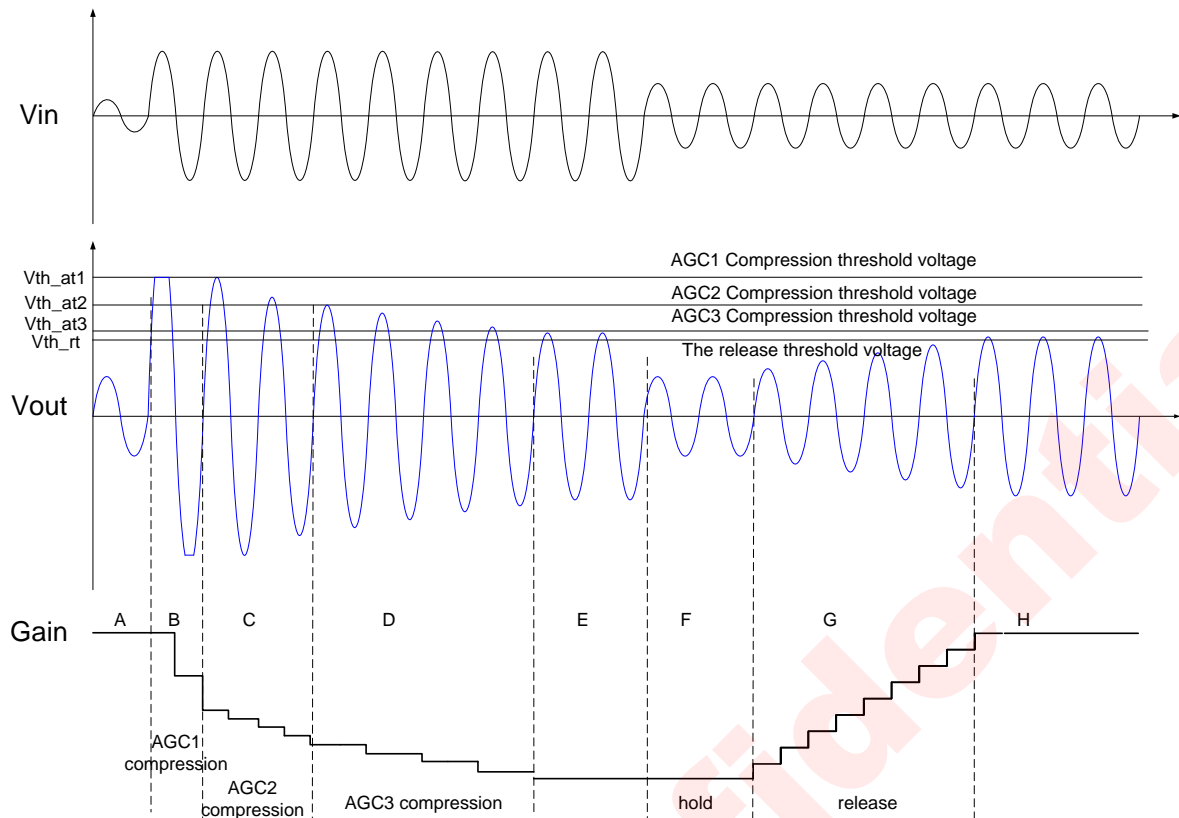 Vin
AGC1 Compression threshold voltage
Vth_at1
AGC2 Compression threshold voltage
Vth_at2
AGC3 Compression threshold voltage
Vth_at3
Vth_rt
The release threshold voltage
Vout
A B C D E F G H
Gain
AGC1
compression
AGC2
compression
AGC3 compression
hold
release
fidentia